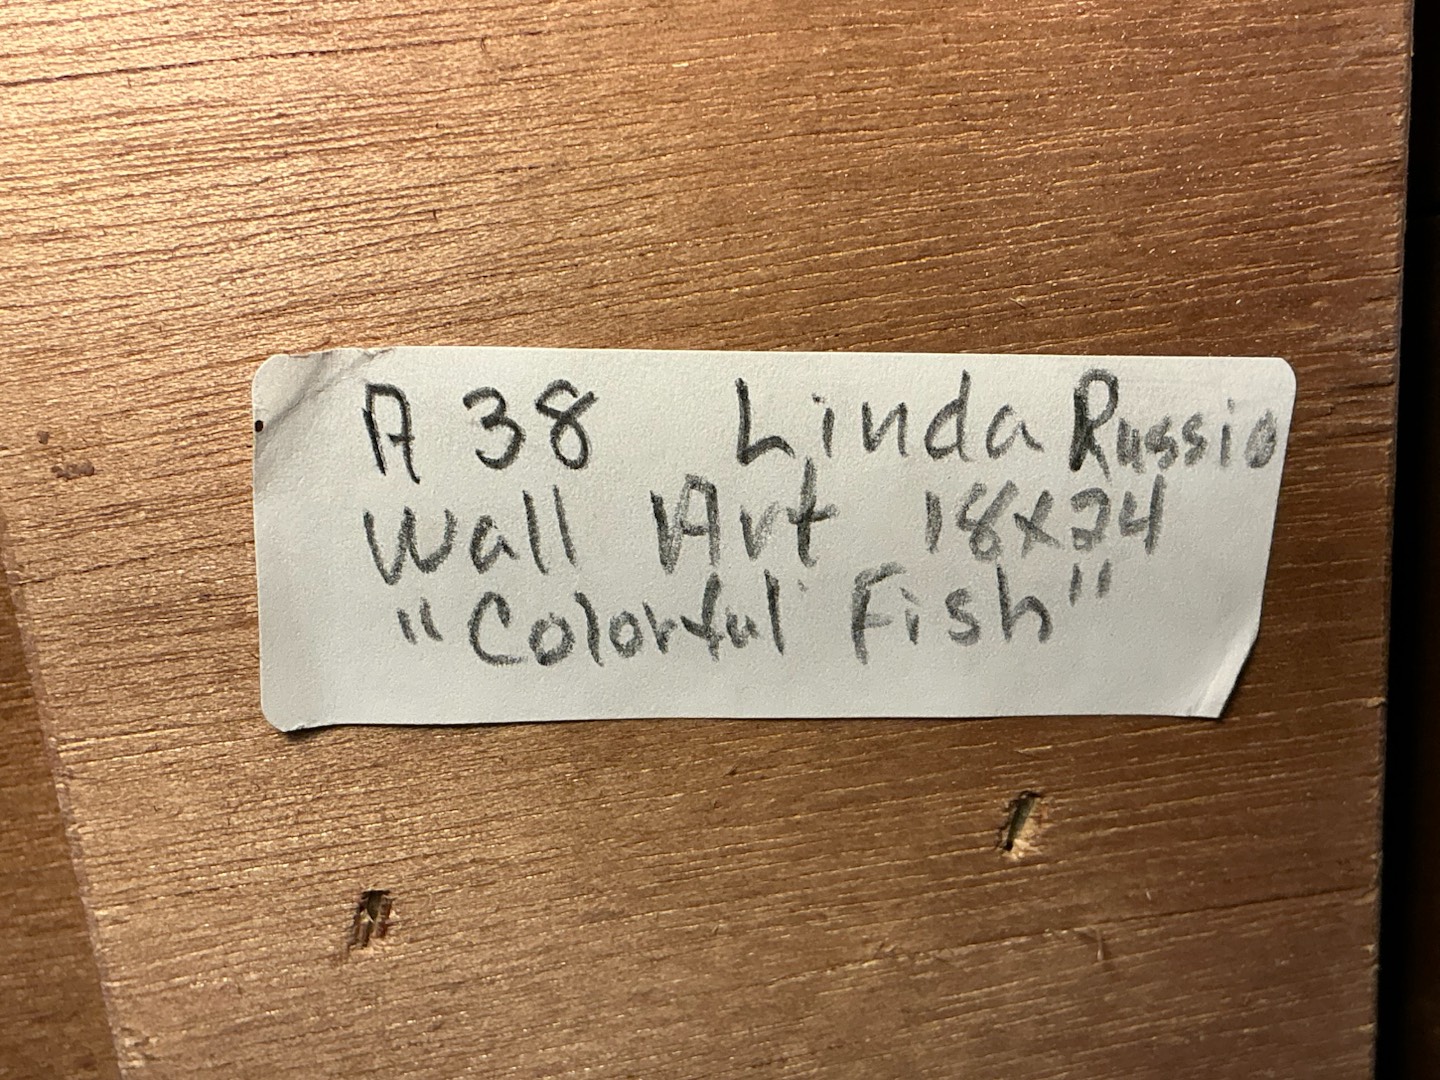 A 38 Linda Russio
Wall Art 18x24
"Colorful Fish"